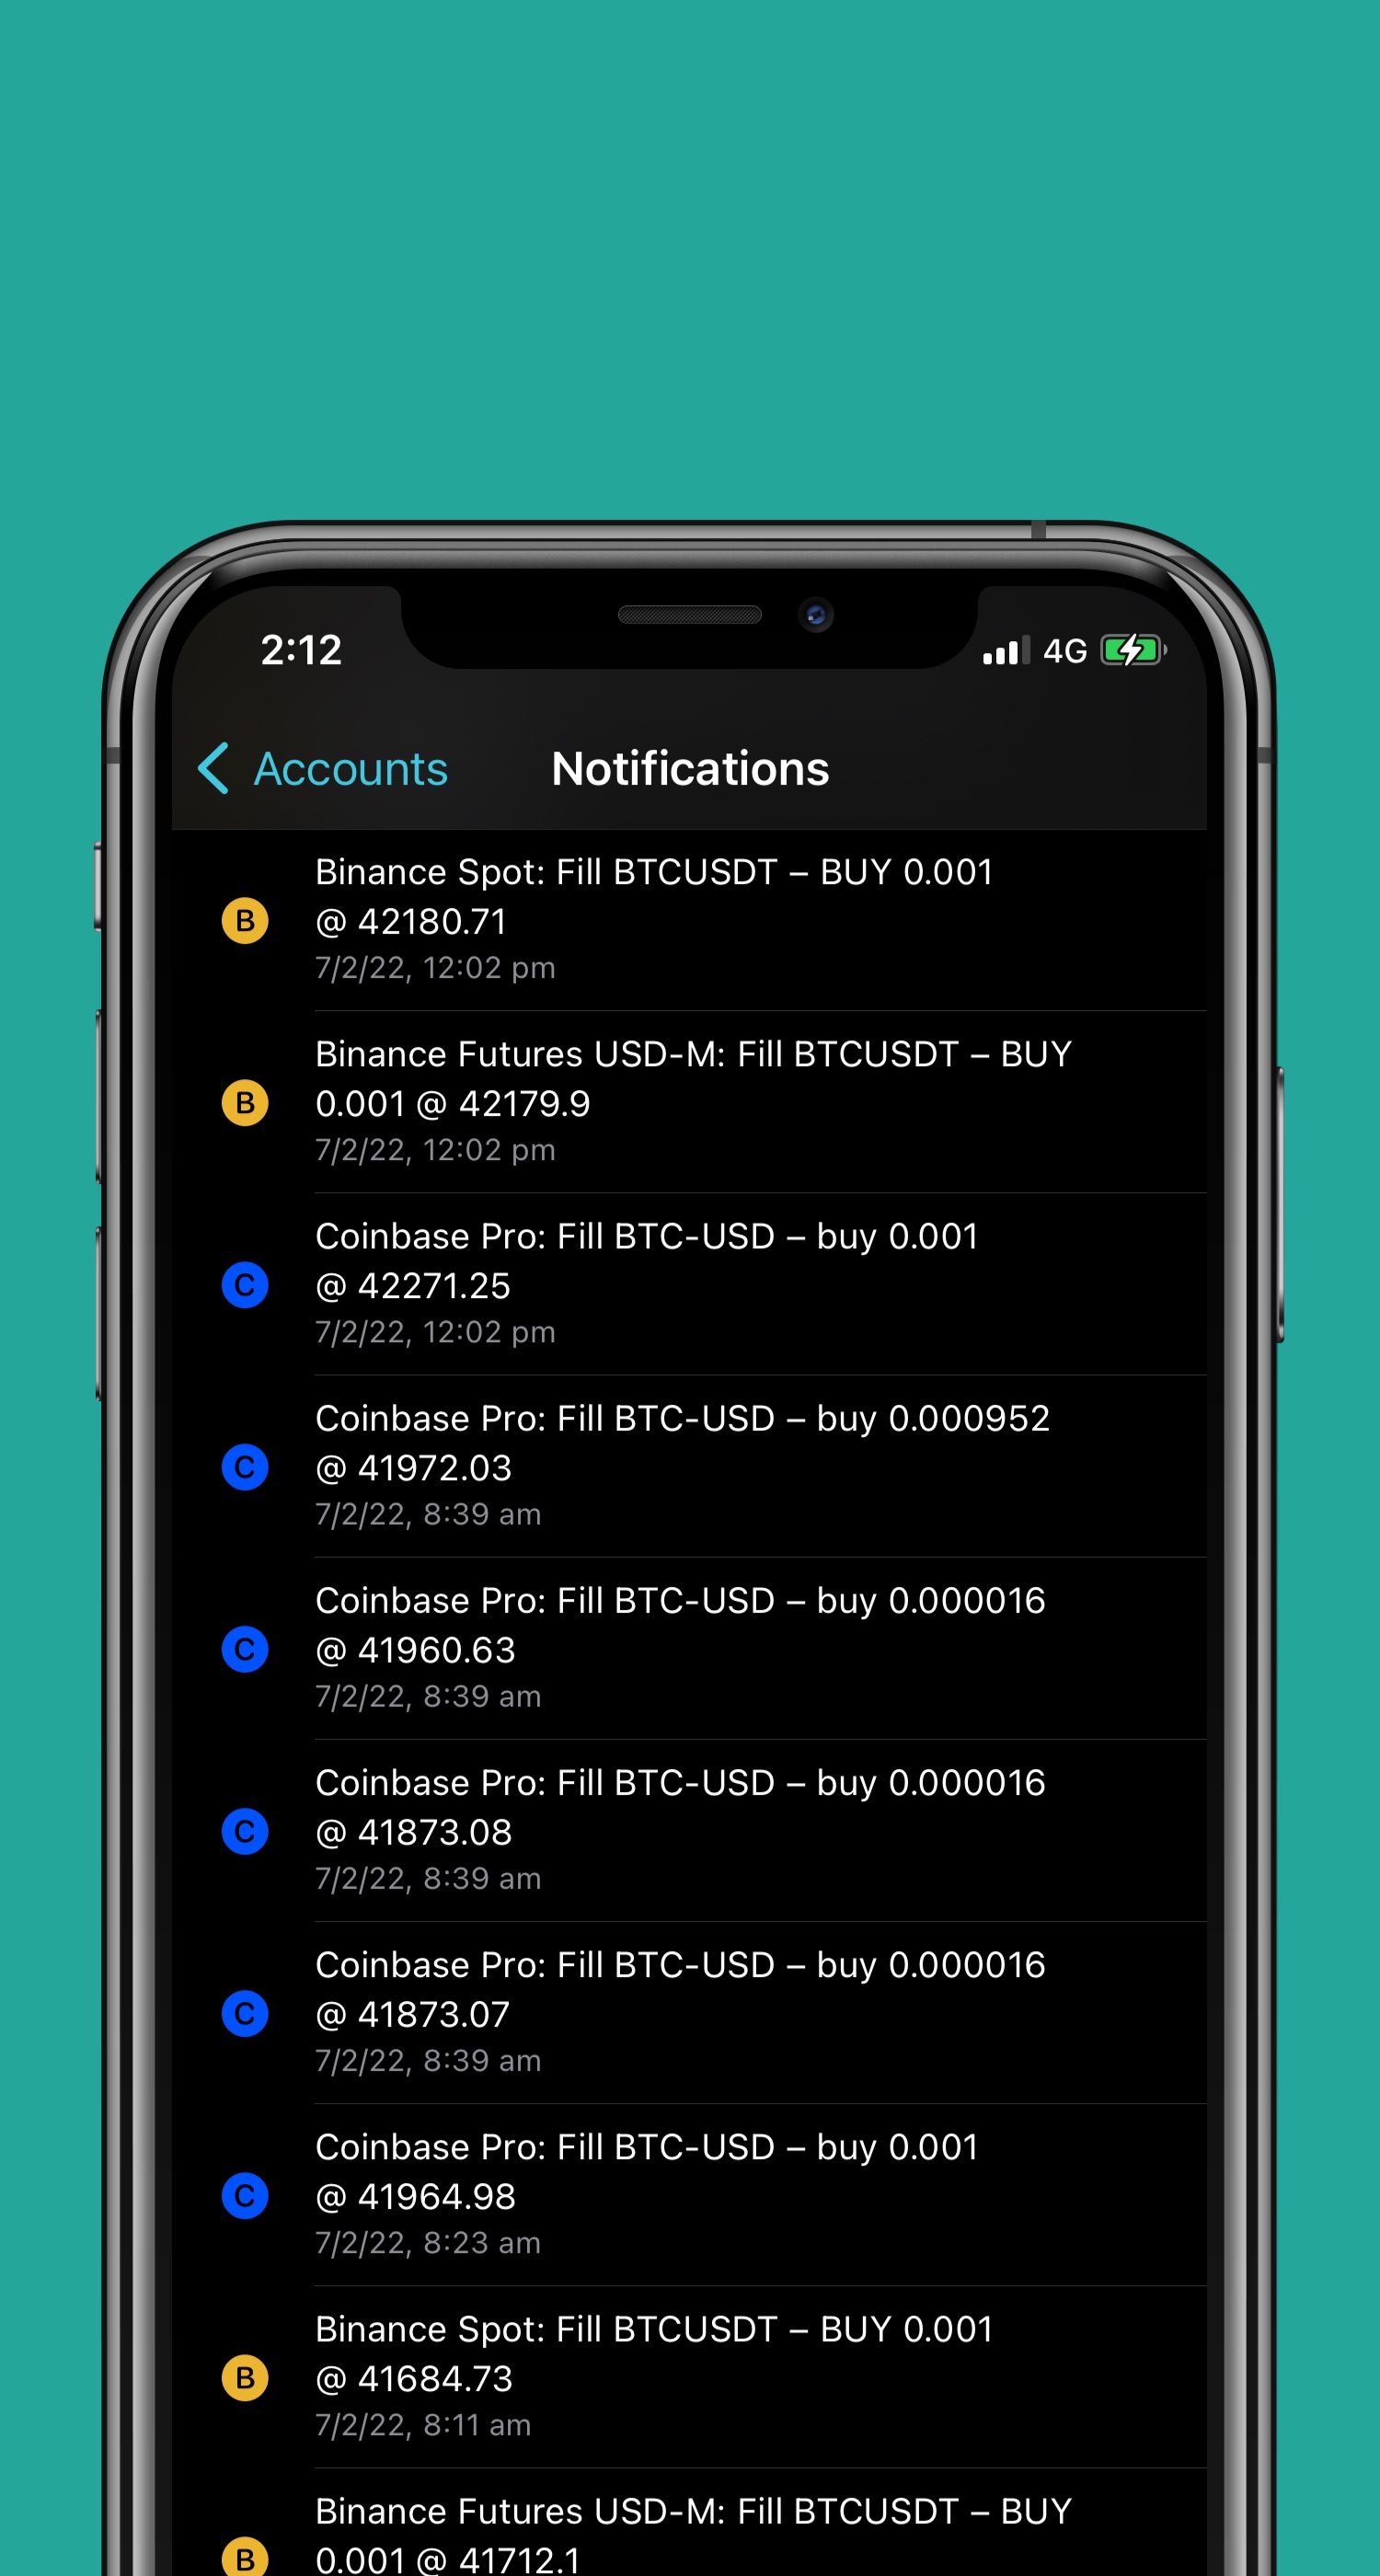 2:12
4G
Accounts
Notifications
Binance Spot: Fill BTCUSDT – BUY 0.001
B
@ 42180.71
7/2/22, 12:02 pm
Binance Futures USD-M: Fill BTCUSDT – BUY
B
0.001 @ 42179.9
7/2/22, 12:02 pm
Coinbase Pro: Fill BTC-USD – buy 0.001
C
@ 42271.25
7/2/22, 12:02 pm
Coinbase Pro: Fill BTC-USD – buy 0.000952
C
@ 41972.03
7/2/22, 8:39 am
Coinbase Pro: Fill BTC-USD – buy 0.000016
C
@ 41960.63
7/2/22, 8:39 am
Coinbase Pro: Fill BTC-USD – buy 0.000016
C
@ 41873.08
7/2/22, 8:39 am
Coinbase Pro: Fill BTC-USD – buy 0.000016
C
@ 41873.07
7/2/22, 8:39 am
Coinbase Pro: Fill BTC-USD – buy 0.001
C
@ 41964.98
7/2/22, 8:23 am
Binance Spot: Fill BTCUSDT – BUY 0.001
B
@ 41684.73
7/2/22, 8:11 am
Binance Futures USD-M: Fill BTCUSDT – BUY
B
0.001 @ 41712.1